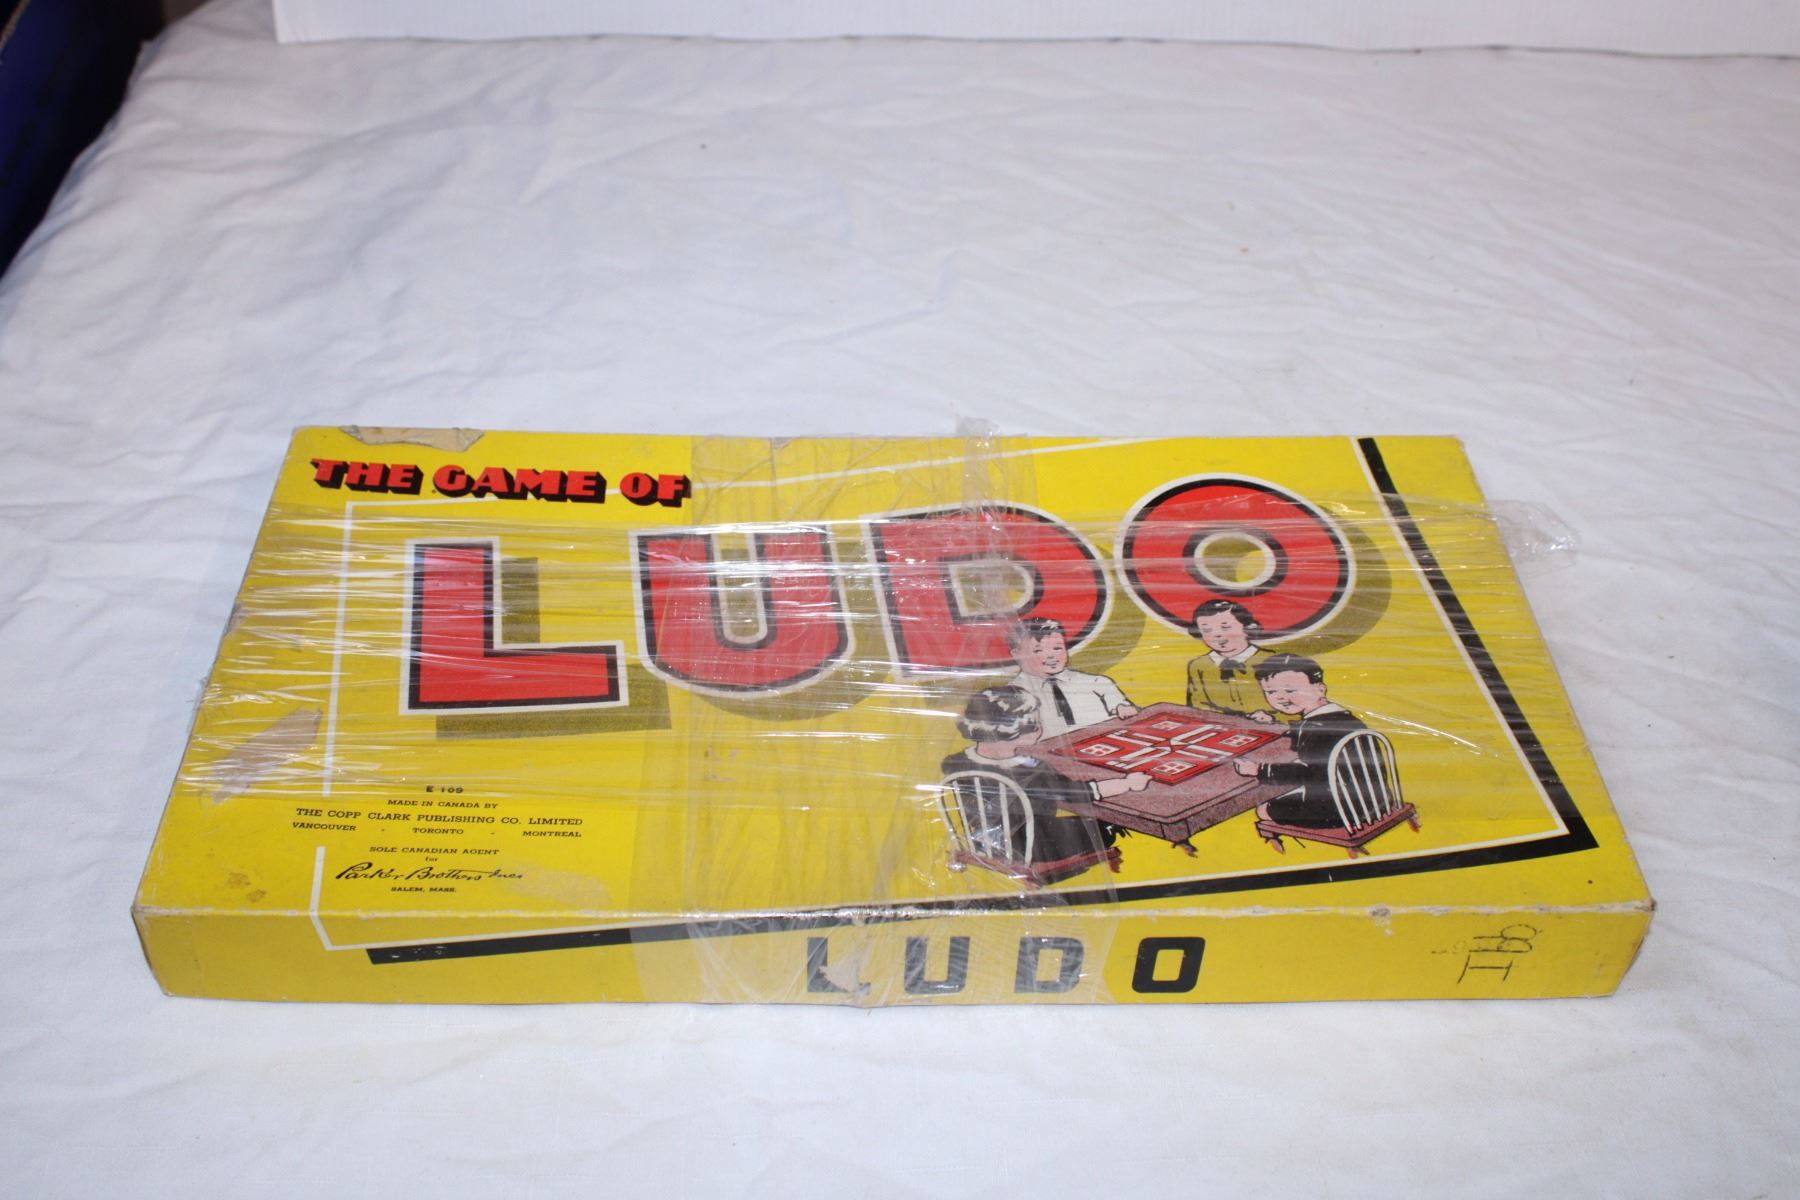 THE GAME OF
LUDO
E 109
MADE IN CANADA BY
THE COPP CLARK PUBLISHING CO. LIMITED
VANCOUVER - TORONTO - MONTREAL
SOLE CANADIAN AGENT
for
Parker Brothers Inc.
SALEM, MASS.
LUDO